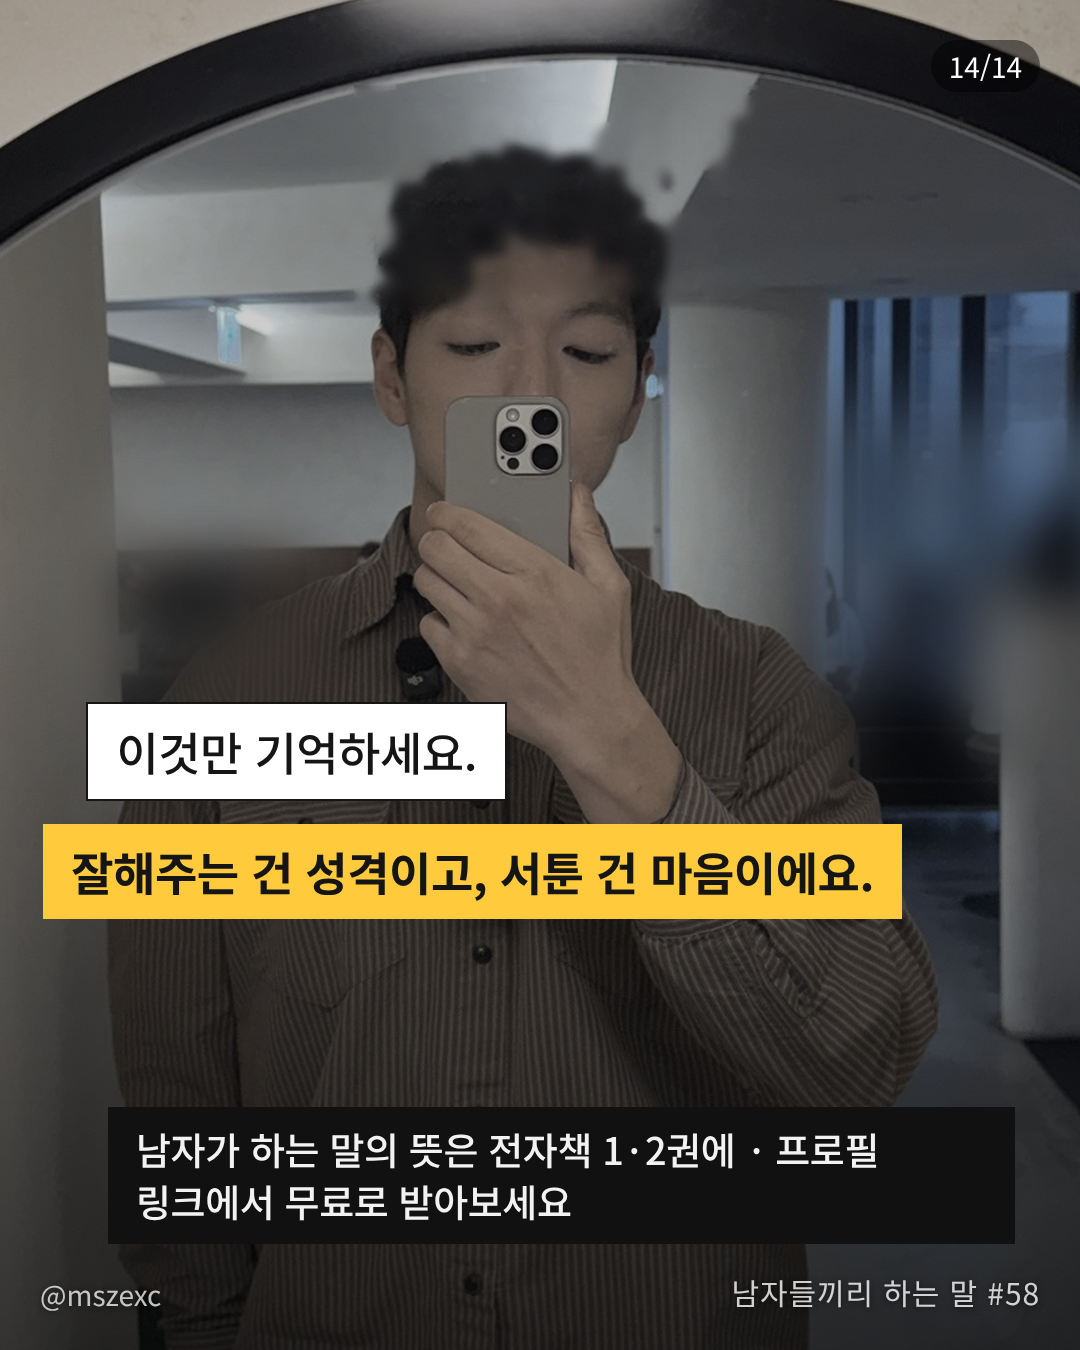 14/14
이것만 기억하세요.
잘해주는 건 성격이고, 서툰 건 마음이에요.
남자가 하는 말의 뜻은 전자책 1·2권에 · 프로필
링크에서 무료로 받아보세요
@mszexc
남자들끼리 하는 말 #58